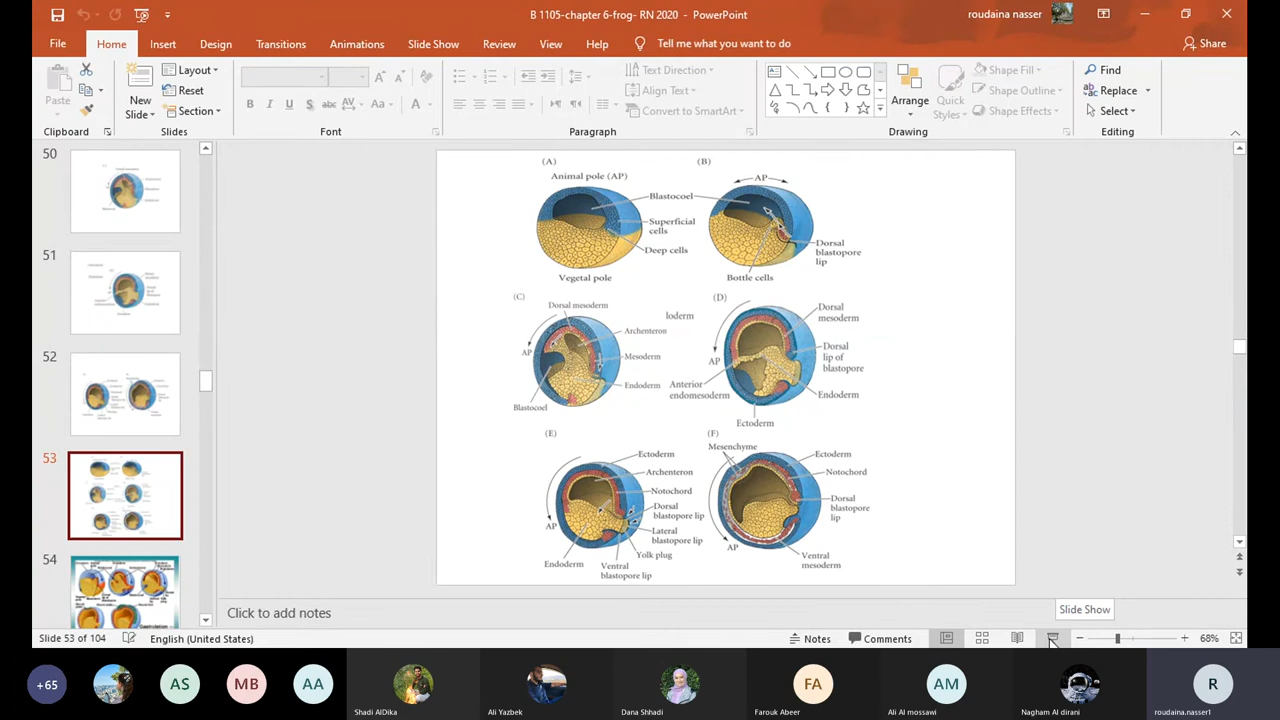 B 1105-chapter 6-frog- RN 2020 - PowerPoint
roudaina nasser
File
Home
Insert
Design
Transitions
Animations
Slide Show
Review
View
Help
Tell me what you want to do
Share
Paste
New
Slide
Layout
Reset
Section
B I U S abc AV Aa A
Text Direction
Align Text
Convert to SmartArt
Arrange
Quick
Styles
Shape Fill
Shape Outline
Shape Effects
Find
Replace
Select
Clipboard
Slides
Font
Paragraph
Drawing
Editing
50
51
52
53
54
(A)
Animal pole (AP)
Blastocoel
Superficial
cells
Deep cells
Vegetal pole
(B)
AP
Dorsal
blastopore
lip
Bottle cells
(C)
Dorsal mesoderm
loderm
Archenteron
AP
Mesoderm
Endoderm
Blastocoel
(D)
Dorsal
mesoderm
AP
Dorsal
lip of
blastopore
Anterior
endomesoderm
Endoderm
Ectoderm
(E)
Ectoderm
Archenteron
Notochord
Dorsal
blastopore lip
AP
Lateral
blastopore lip
Yolk plug
Endoderm
Ventral
blastopore lip
(F)
Mesenchyme
Ectoderm
Notochord
Dorsal
blastopore
lip
AP
Ventral
mesoderm
Click to add notes
Slide Show
Slide 53 of 104
English (United States)
Notes
Comments
68%
+65
AS
MB
AA
Shadi AlDika
Ali Yazbek
Dana Shhadi
FA
Farouk Abeer
AM
Ali Al mossawi
Nagham Al dirani
R
roudaina.nasser1